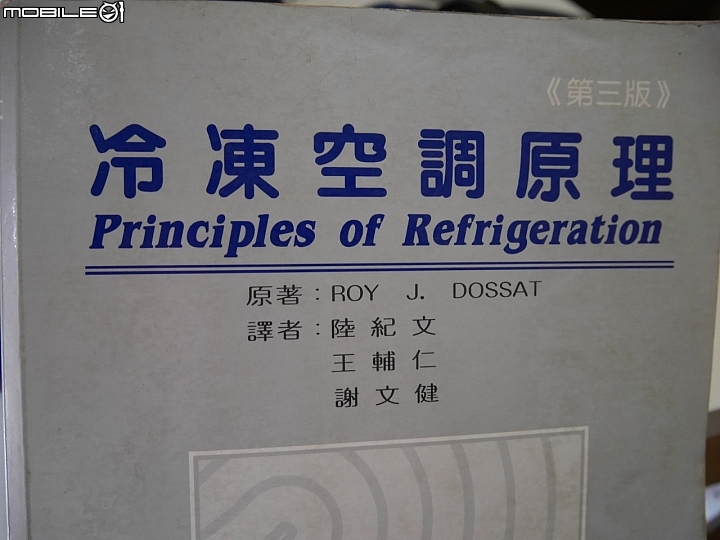 MOBILE01
《第三版》
冷凍空調原理
Principles of Refrigeration
原著：ROY J. DOSSAT
譯者：陸紀文
王輔仁
謝文健